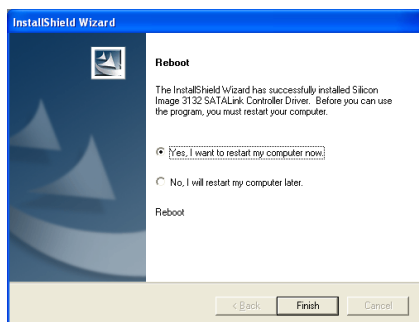 InstallShield Wizard
Reboot
The InstallShield Wizard has successfully installed Silicon
Image 3132 SATALink Controller Driver.  Before you can use
the program, you must restart your computer.
Yes, I want to restart my computer now.
No, I will restart my computer later.
Reboot
< Back Finish Cancel